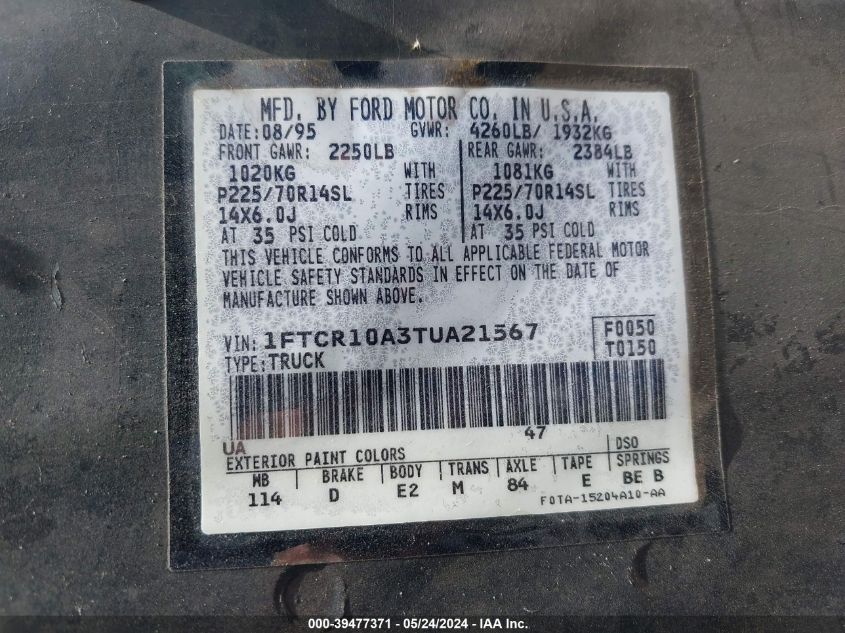 MFD. BY FORD MOTOR CO. IN U.S.A.
DATE: 08/95 GVWR: 4260LB/ 1932KG
FRONT GAWR: 2250LB REAR GAWR: 2384LB
1020KG WITH 1081KG WITH
P225/70R14SL TIRES P225/70R14SL TIRES
14X6.0J RIMS 14X6.0J RIMS
AT 35 PSI COLD AT 35 PSI COLD
THIS VEHICLE CONFORMS TO ALL APPLICABLE FEDERAL MOTOR
VEHICLE SAFETY STANDARDS IN EFFECT ON THE DATE OF
MANUFACTURE SHOWN ABOVE.
VIN: 1FTCR10A3TUA21567 F0050
TYPE: TRUCK T0150
47
UA
EXTERIOR PAINT COLORS DSO
WB BRAKE BODY TRANS AXLE TAPE SPRINGS
114 D E2 M 84 E BE B
F0TA-15204A10-AA
000-39477371 - 05/24/2024 - IAA Inc.